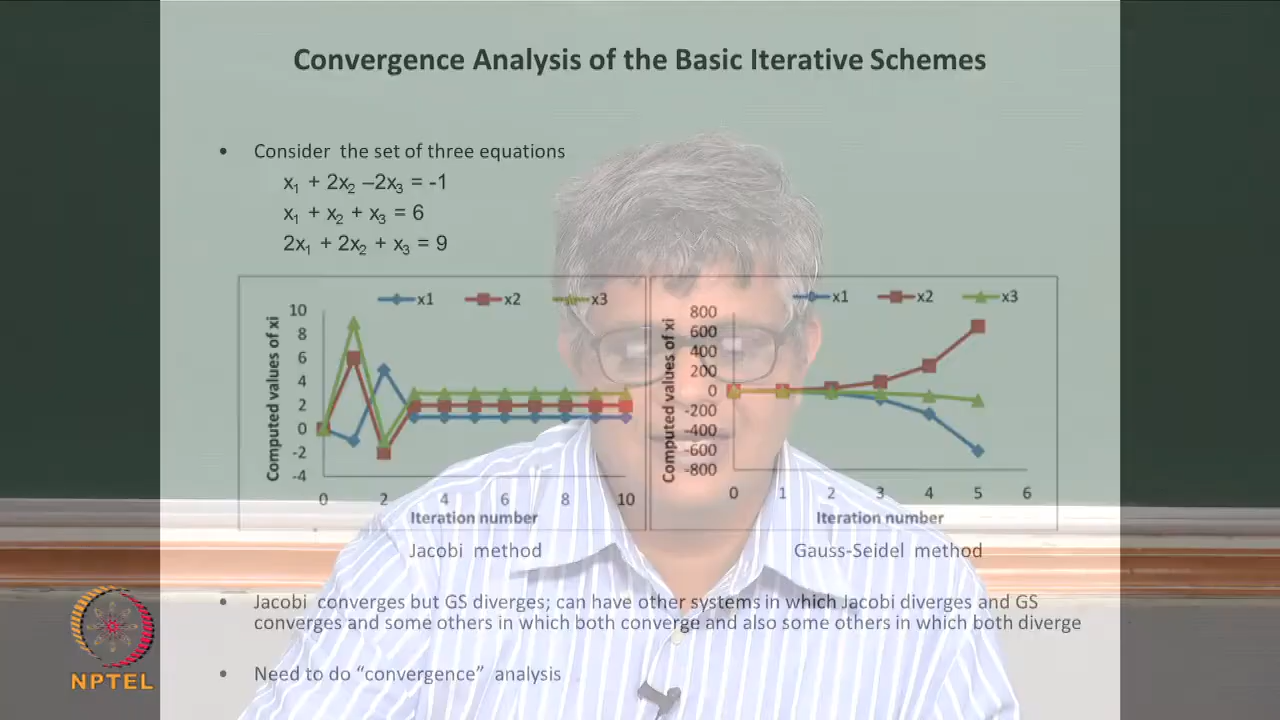 Convergence Analysis of the Basic Iterative Schemes
• Consider the set of three equations
x₁ + 2x₂ –2x₃ = -1
x₁ + x₂ + x₃ = 6
2x₁ + 2x₂ + x₃ = 9
x1 x2 x3
Computed values of xi
10
8
6
4
2
0
-2
-4
0 2 4 6 8 10
Iteration number
Jacobi method
x1 x2 x3
Computed values of xi
800
600
400
200
0
-200
-400
-600
-800
0 1 2 3 4 5 6
Iteration number
Gauss-Seidel method
• Jacobi converges but GS diverges; can have other systems in which Jacobi diverges and GS
converges and some others in which both converge and also some others in which both diverge
• Need to do “convergence” analysis
NPTEL